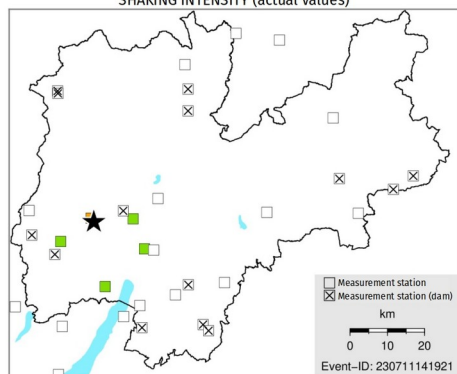 SHAKING INTENSITY (actual values)
Measurement station
Measurement station (dam)
km
0 10 20
Event-ID: 230711141921